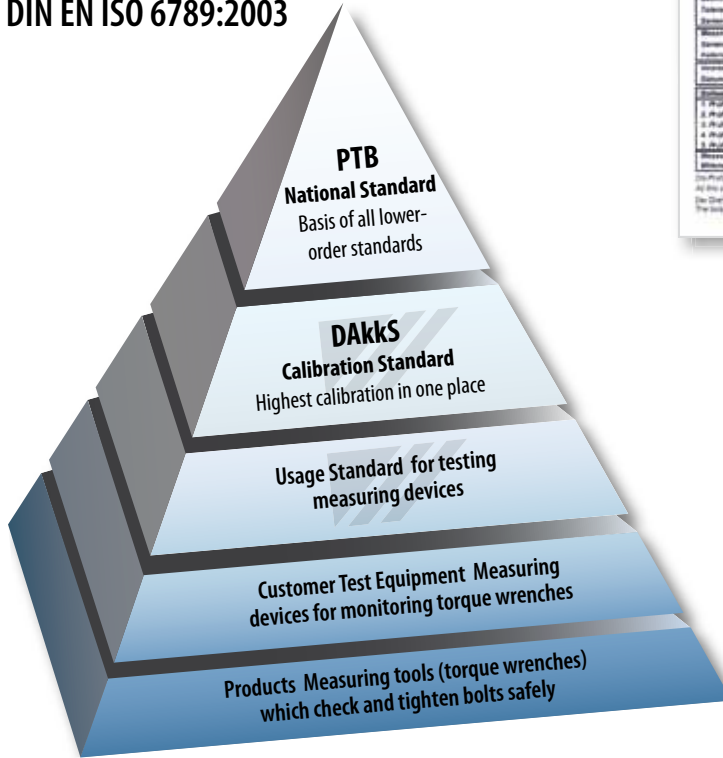 DIN EN ISO 6789:2003
PTB
National Standard
Basis of all lower-
order standards
DAkkS
Calibration Standard
Highest calibration in one place
Usage Standard for testing
measuring devices
Customer Test Equipment Measuring
devices for monitoring torque wrenches
Products Measuring tools (torque wrenches)
which check and tighten bolts safely